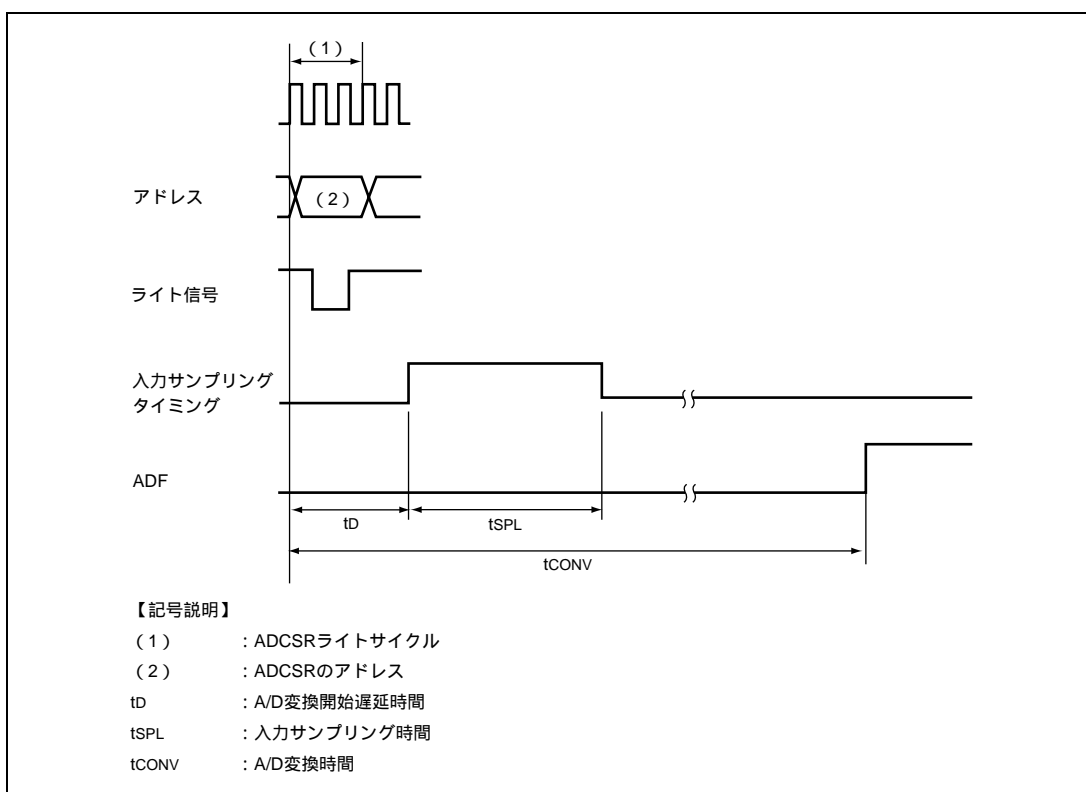 （1）
アドレス
（2）
ライト信号
入力サンプリング
タイミング
ADF
tD
tSPL
tCONV
【記号説明】
（1） ：ADCSRライトサイクル
（2） ：ADCSRのアドレス
tD ：A/D変換開始遅延時間
tSPL ：入力サンプリング時間
tCONV ：A/D変換時間